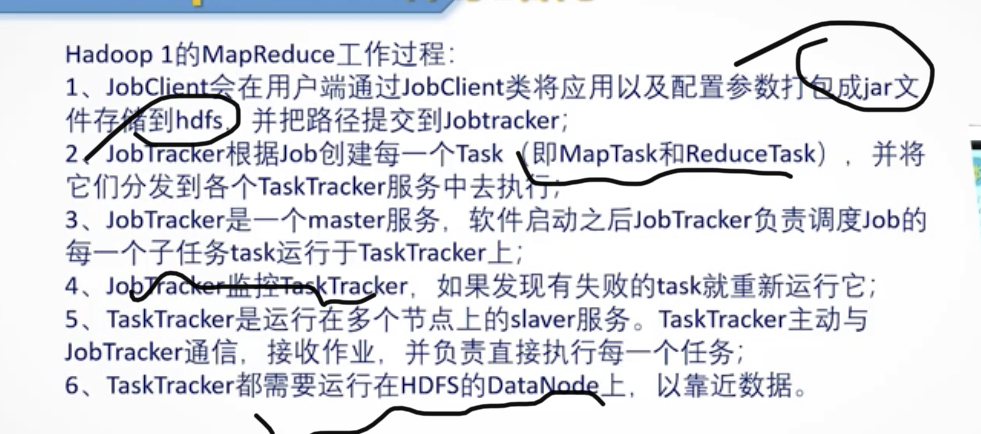 Hadoop 1的MapReduce工作过程：
1、JobClient会在用户端通过JobClient类将应用以及配置参数打包成jar文
件存储到hdfs，并把路径提交到Jobtracker；
2、JobTracker根据Job创建每一个Task（即MapTask和ReduceTask），并将
它们分发到各个TaskTracker服务中去执行；
3、JobTracker是一个master服务，软件启动之后JobTracker负责调度Job的
每一个子任务task运行于TaskTracker上；
4、JobTracker监控TaskTracker，如果发现有失败的task就重新运行它；
5、TaskTracker是运行在多个节点上的slaver服务。TaskTracker主动与
JobTracker通信，接收作业，并负责直接执行每一个任务；
6、TaskTracker都需要运行在HDFS的DataNode上，以靠近数据。